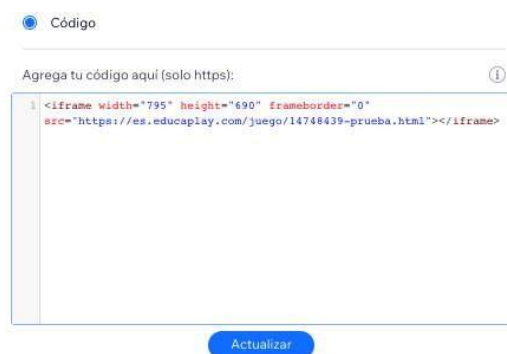 Código
Agrega tu código aquí (solo https):
1 <iframe width="795" height="690" frameborder="0"
src="https://es.educaplay.com/juego/14748439-prueba.html"></iframe>
Actualizar